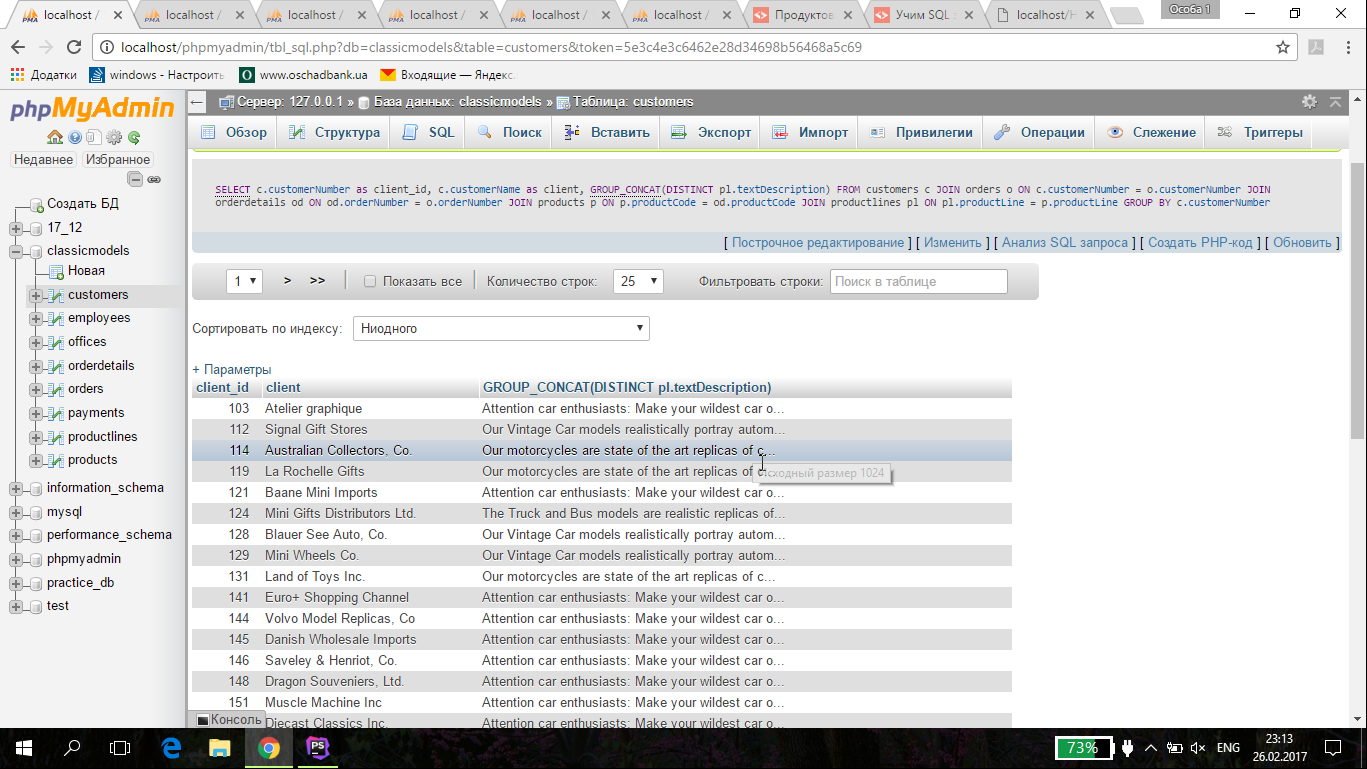 localhost /
localhost /
localhost /
localhost /
localhost /
localhost /
Продуктов
Учим SQL
localhost/H
Особа 1
localhost/phpmyadmin/tbl_sql.php?db=classicmodels&table=customers&token=5e3c4e3c6462e28d34698b56468a5c69
Додатки
windows - Настроить
www.oschadbank.ua
Входящие — Яндекс
phpMyAdmin
Недавнее
Избранное
Создать БД
17_12
classicmodels
Новая
customers
employees
offices
orderdetails
orders
payments
productlines
products
information_schema
mysql
performance_schema
phpmyadmin
practice_db
test
Сервер: 127.0.0.1 » База данных: classicmodels » Таблица: customers
Обзор Структура SQL Поиск Вставить Экспорт Импорт Привилегии Операции Слежение Триггеры
SELECT c.customerNumber as client_id, c.customerName as client, GROUP_CONCAT(DISTINCT pl.textDescription) FROM customers c JOIN orders o ON c.customerNumber = o.customerNumber JOIN
orderdetails od ON od.orderNumber = o.orderNumber JOIN products p ON p.productCode = od.productCode JOIN productlines pl ON pl.productLine = p.productLine GROUP BY c.customerNumber
[ Построчное редактирование ] [ Изменить ] [ Анализ SQL запроса ] [ Создать PHP-код ] [ Обновить ]
1 > >> Показать все Количество строк: 25 Фильтровать строки: Поиск в таблице
Сортировать по индексу: Ниодного
+ Параметры
client_id client GROUP_CONCAT(DISTINCT pl.textDescription)
103 Atelier graphique Attention car enthusiasts: Make your wildest car o...
112 Signal Gift Stores Our Vintage Car models realistically portray autom...
114 Australian Collectors, Co. Our motorcycles are state of the art replicas of c...
119 La Rochelle Gifts Our motorcycles are state of the art replicas of
исходный размер 1024
121 Baane Mini Imports Attention car enthusiasts: Make your wildest car o...
124 Mini Gifts Distributors Ltd. The Truck and Bus models are realistic replicas of...
128 Blauer See Auto, Co. Our Vintage Car models realistically portray autom...
129 Mini Wheels Co. Our Vintage Car models realistically portray autom...
131 Land of Toys Inc. Our motorcycles are state of the art replicas of c...
141 Euro+ Shopping Channel Attention car enthusiasts: Make your wildest car o...
144 Volvo Model Replicas, Co Attention car enthusiasts: Make your wildest car o...
145 Danish Wholesale Imports Attention car enthusiasts: Make your wildest car o...
146 Saveley & Henriot, Co. Attention car enthusiasts: Make your wildest car o...
148 Dragon Souveniers, Ltd. Attention car enthusiasts: Make your wildest car o...
151 Muscle Machine Inc Attention car enthusiasts: Make your wildest car o...
Diecast Classics Inc. Attention car enthusiasts: Make your wildest car o...
Консоль
73%
ENG
23:13
26.02.2017